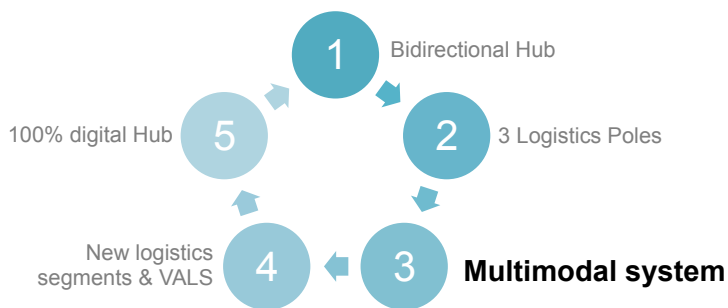 1
Bidirectional Hub
2
3 Logistics Poles
3
Multimodal system
4
New logistics
segments & VALS
5
100% digital Hub